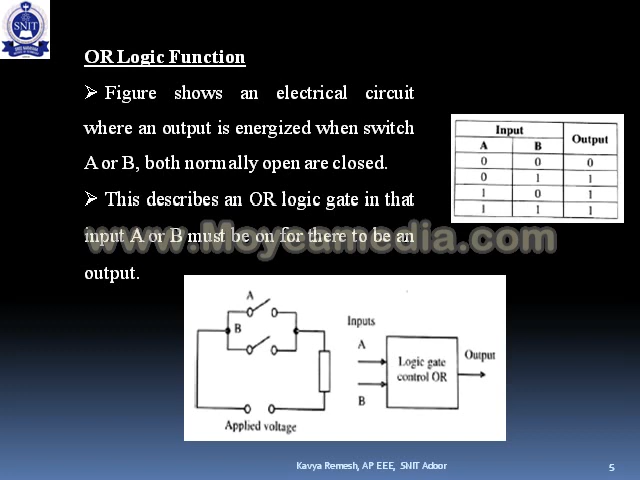 SNIT
OR Logic Function
➢ Figure shows an electrical circuit
where an output is energized when switch
A or B, both normally open are closed.
➢ This describes an OR logic gate in that
input A or B must be on for there to be an
output.
www.Moyeamedia.com
Input Output
A B
0 0 0
0 1 1
1 0 1
1 1 1
A
B
Applied voltage
Inputs
A
B
Logic gate
control OR
Output
Kavya Remesh, AP EEE, SNIT Adoor
5